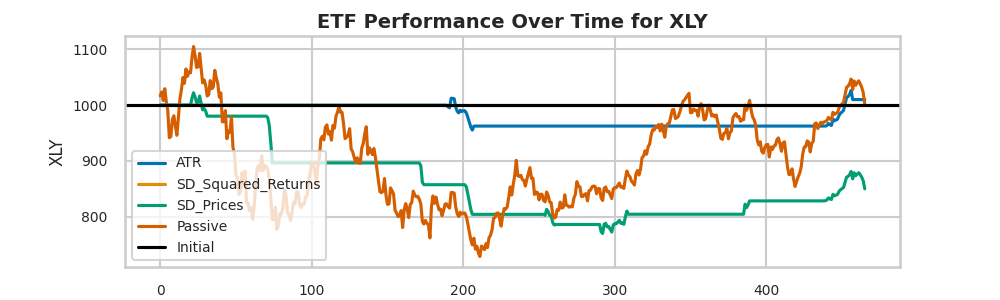 ETF Performance Over Time for XLY
XLY
1100
1000
900
800
ATR
SD_Squared_Returns
SD_Prices
Passive
Initial
0
100
200
300
400